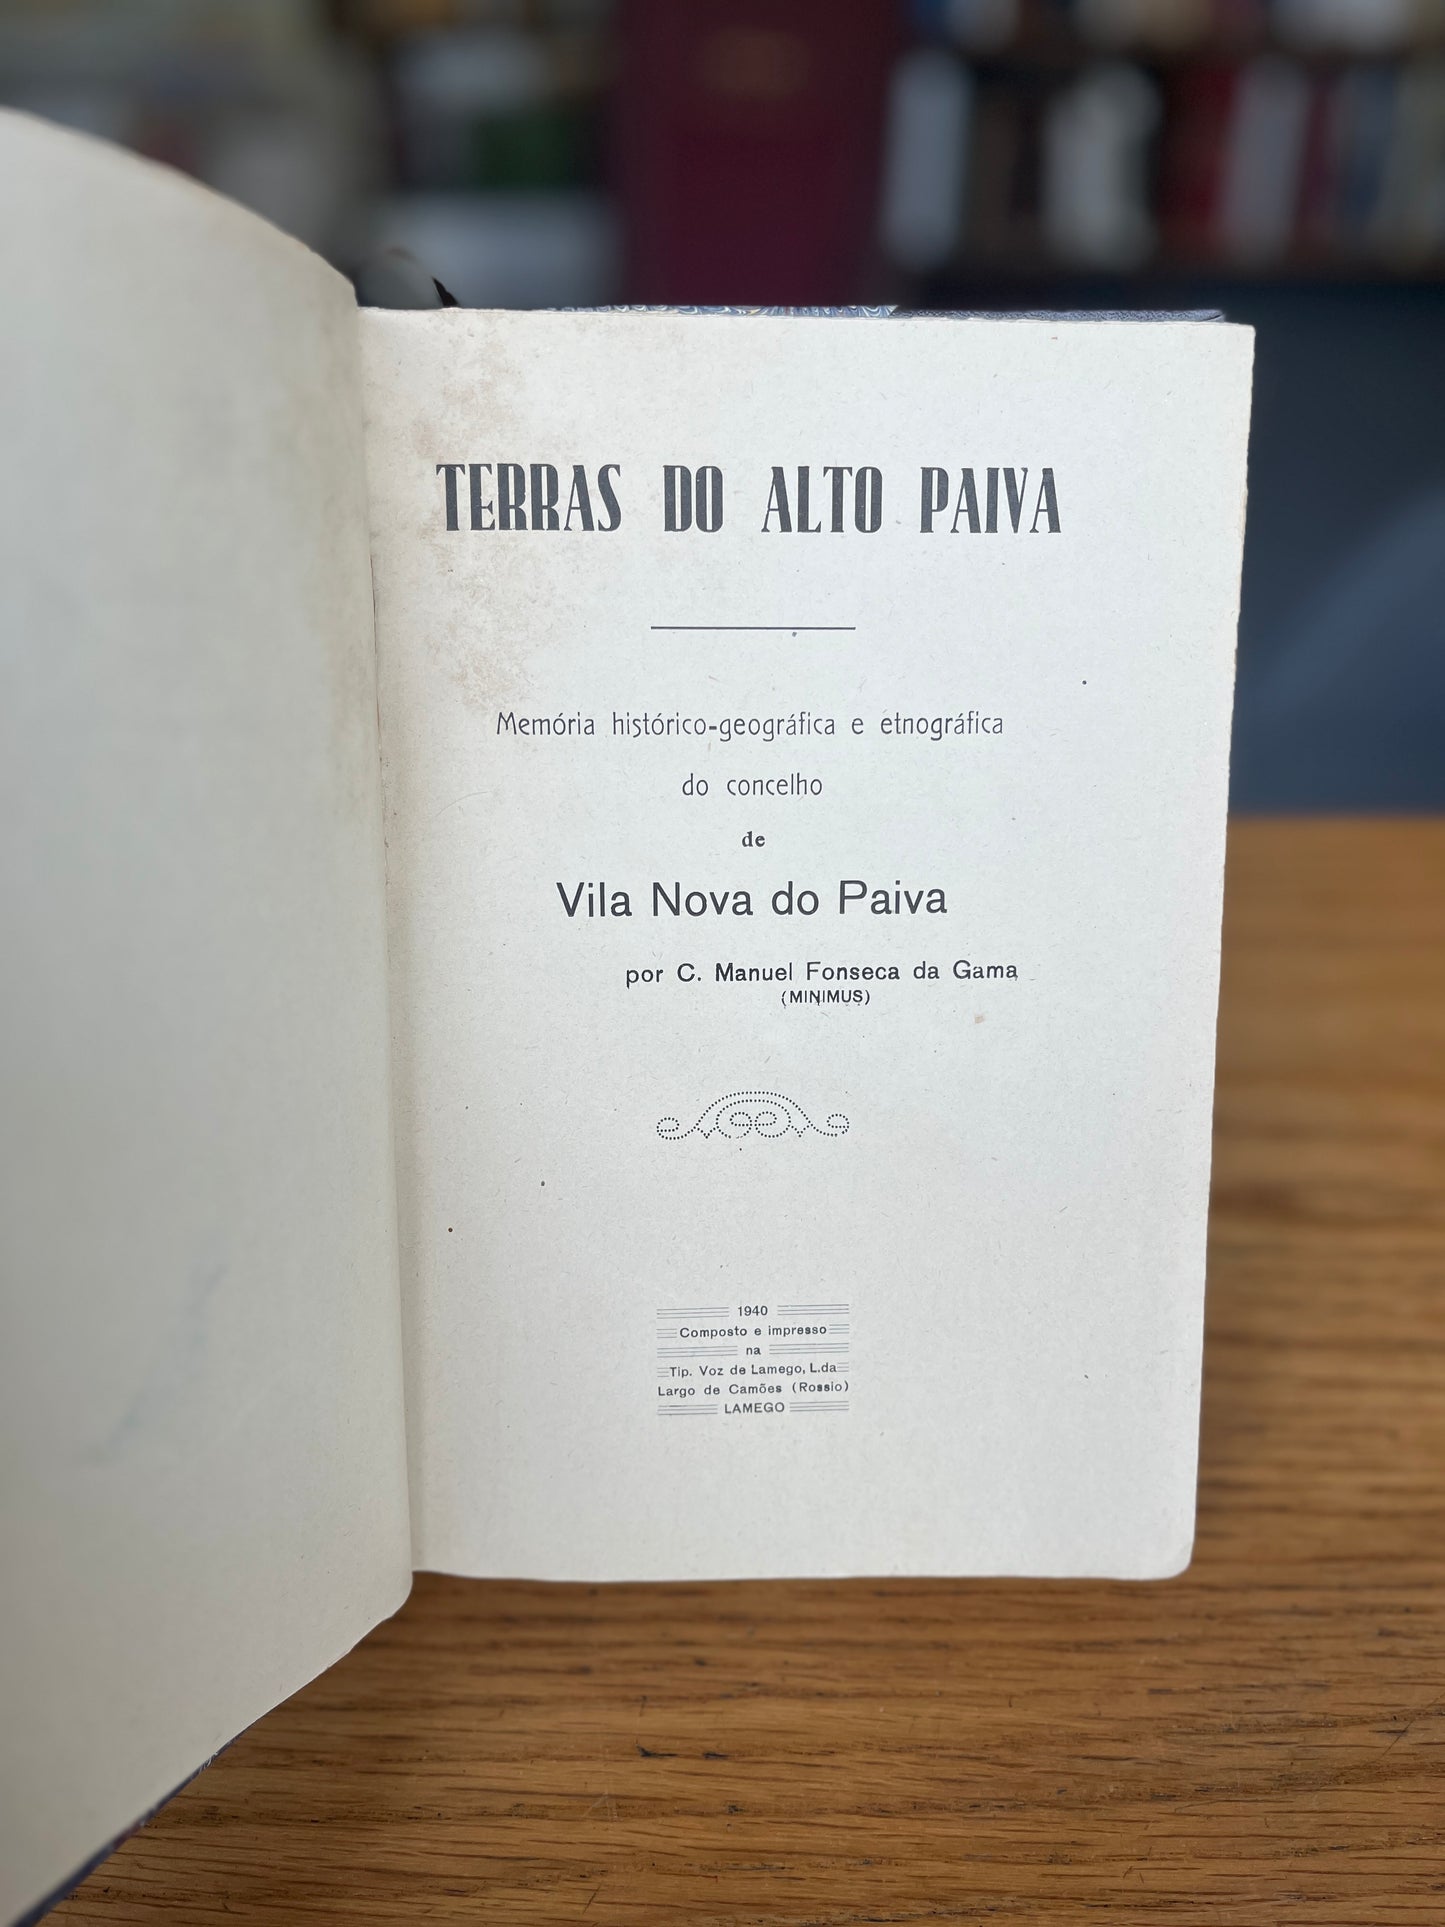 TERRAS DO ALTO PAIVA
Memória histórico-geográfica e etnográfica
do concelho
de
Vila Nova do Paiva
por C. Manuel Fonseca da Gama
(MINIMUS)
1940
Composto e impresso
na
Tip. Voz de Lamego, L.da
Largo de Camões (Rossio)
LAMEGO